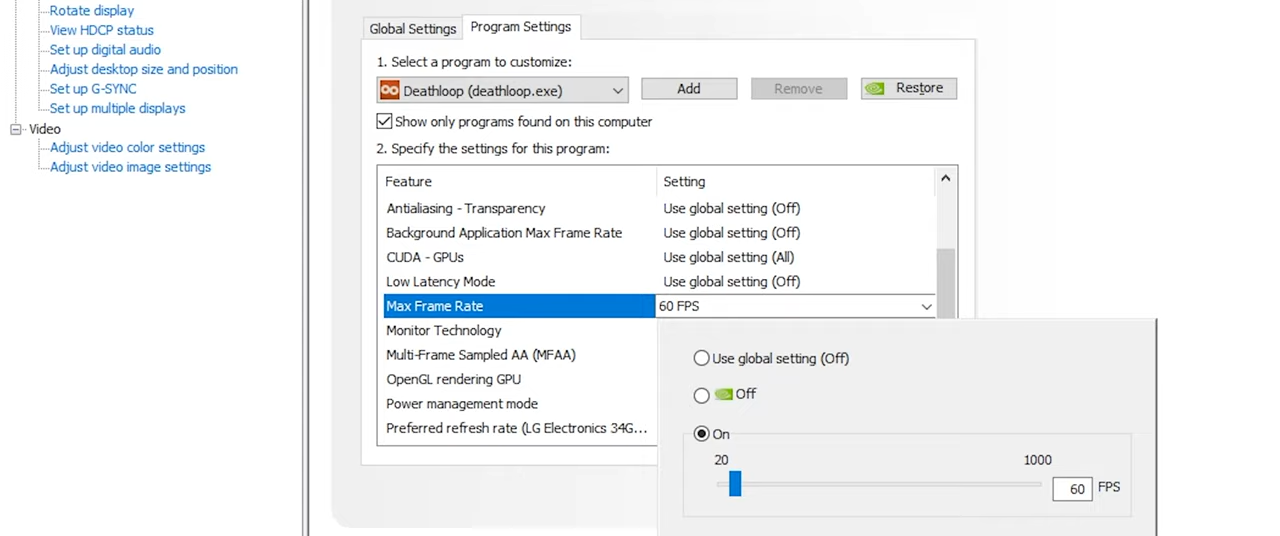 Rotate display
View HDCP status
Set up digital audio
Adjust desktop size and position
Set up G-SYNC
Set up multiple displays
Video
Adjust video color settings
Adjust video image settings
Global Settings
Program Settings
1. Select a program to customize:
Deathloop (deathloop.exe)
Add
Remove
Restore
Show only programs found on this computer
2. Specify the settings for this program:
Feature Setting
Antialiasing - Transparency Use global setting (Off)
Background Application Max Frame Rate Use global setting (Off)
CUDA - GPUs Use global setting (All)
Low Latency Mode Use global setting (Off)
Max Frame Rate 60 FPS
Monitor Technology
Multi-Frame Sampled AA (MFAA)
OpenGL rendering GPU
Power management mode
Preferred refresh rate (LG Electronics 34G...
Use global setting (Off)
Off
On
20 1000
60 FPS